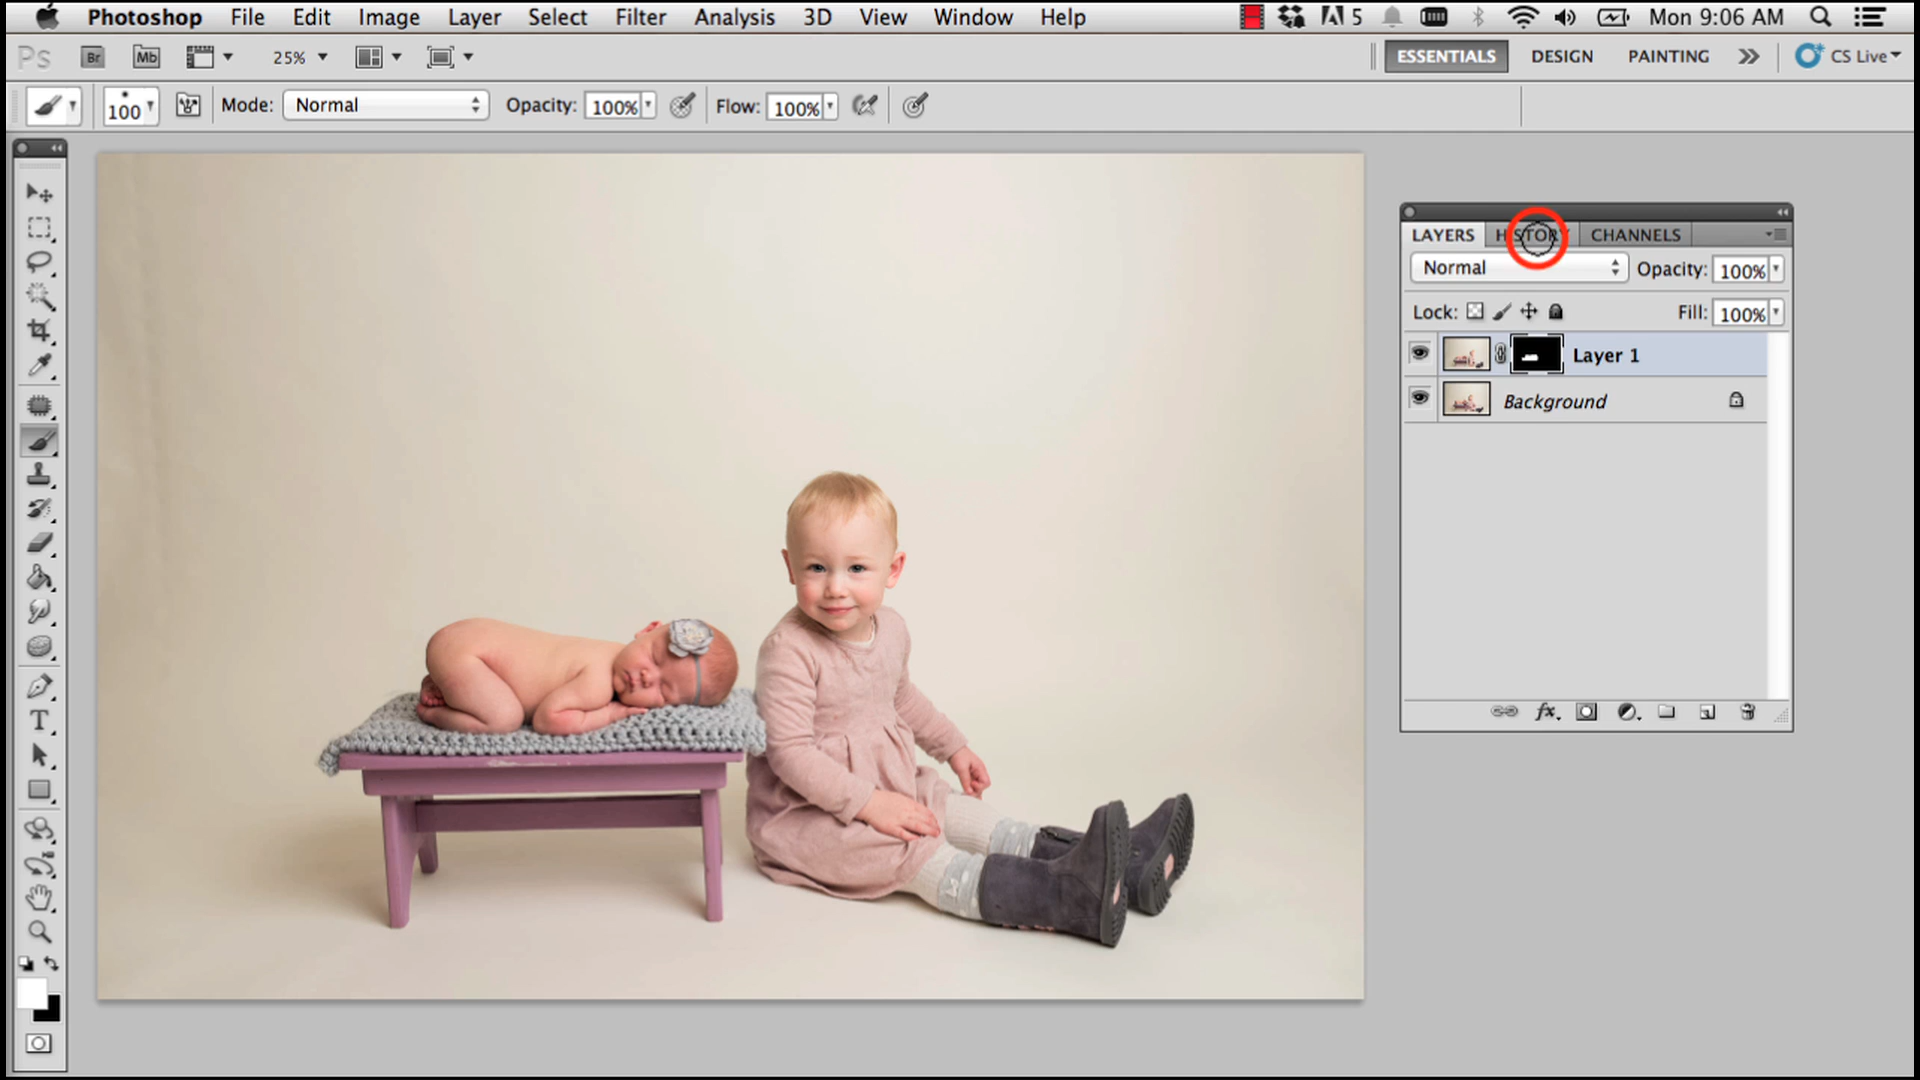 Photoshop File Edit Image Layer Select Filter Analysis 3D View Window Help 5 Mon 9:06 AM
Ps Br Mb 25% ESSENTIALS DESIGN PAINTING CS Live
100 Mode: Normal Opacity: 100% Flow: 100%
LAYERS HISTORY CHANNELS
Normal Opacity: 100%
Lock: Fill: 100%
Layer 1
Background
fx
T